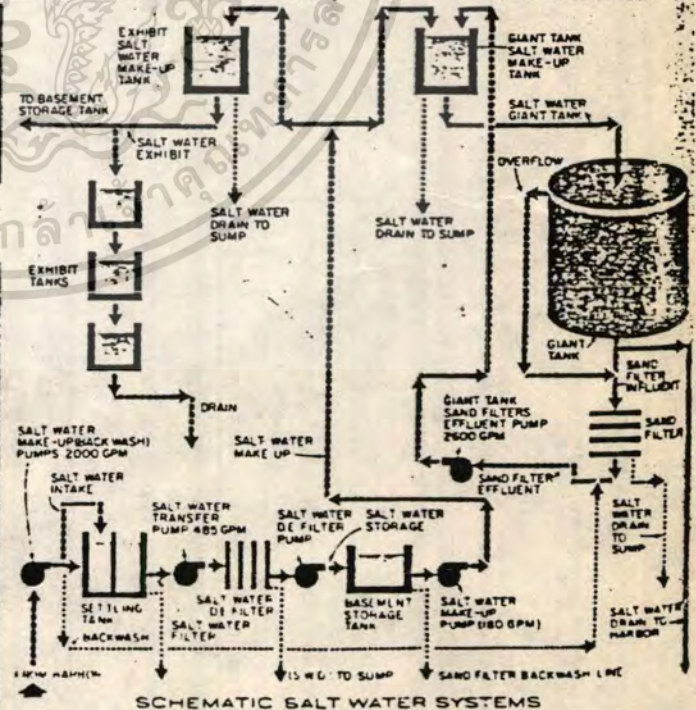 EXHIBIT
SALT
WATER
MAKE-UP
TANK
GIANT TANK
SALT WATER
MAKE-UP
TANK
TO BASEMENT
STORAGE TANK
SALT WATER
EXHIBIT
SALT WATER
GIANT TANK
OVERFLOW
SALT WATER
DRAIN TO
SUMP
SALT WATER
DRAIN TO SUMP
EXHIBIT
TANKS
GIANT
TANK
SAND
FILTER
INFLUENT
DRAIN
GIANT TANK
SAND FILTERS
EFFLUENT PUMP
2600 GPM
SAND
FILTER
SALT WATER
MAKE-UP(BACK WASH)
PUMPS 2000 GPM
SALT WATER
MAKE UP
SALT WATER
INTAKE
SALT WATER
TRANSFER
PUMP 485 GPM
SALT WATER
DE FILTER
PUMP
SALT WATER
STORAGE
SAND FILTER
EFFLUENT
SALT
WATER
DRAIN
TO
SUMP
SETTLING
TANK
SALT WATER
DE FILTER
BASEMENT
STORAGE
TANK
SALT WATER
MAKE-UP
PUMP (180 GPM)
SALT WATER
DRAIN TO
HARBOR
BACKWASH
SALT WATER
FILTER
FROM HARBOR
TO SUMP
SAND FILTER BACKWASH LINE
SCHEMATIC SALT WATER SYSTEMS